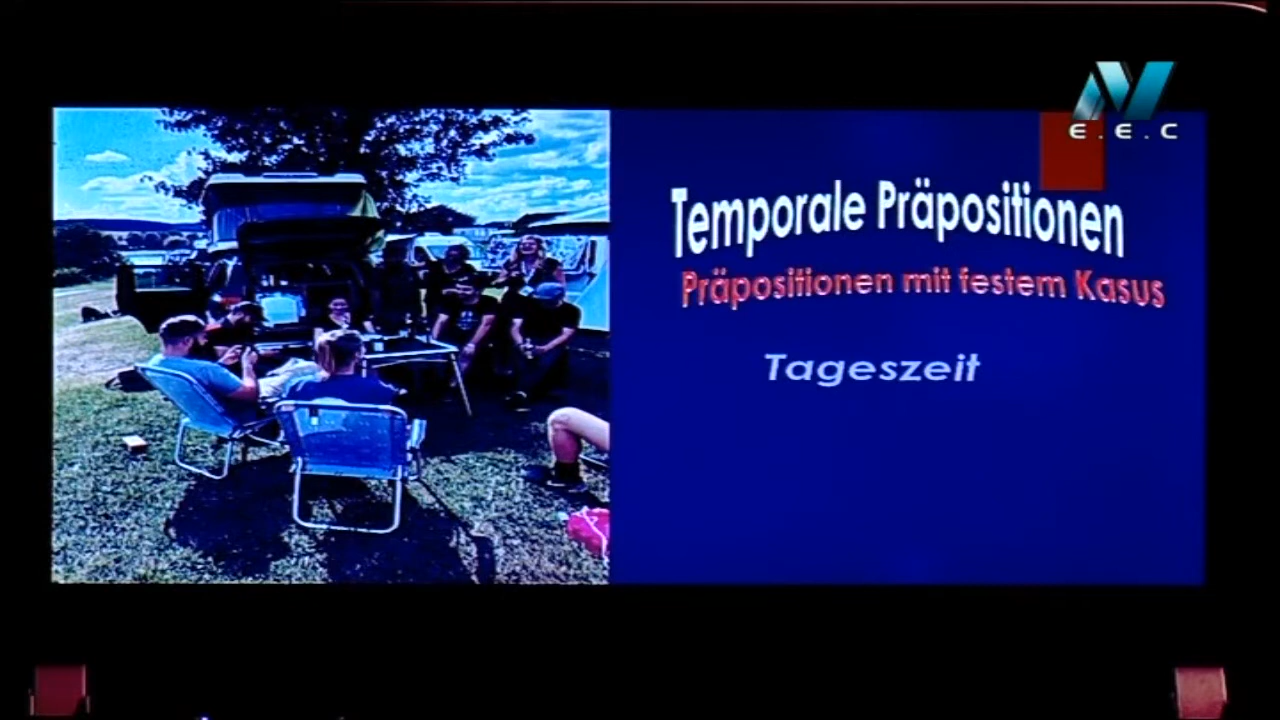 E.E.C
Temporale Präpositionen
Präpositionen mit festem Kasus
Tageszeit